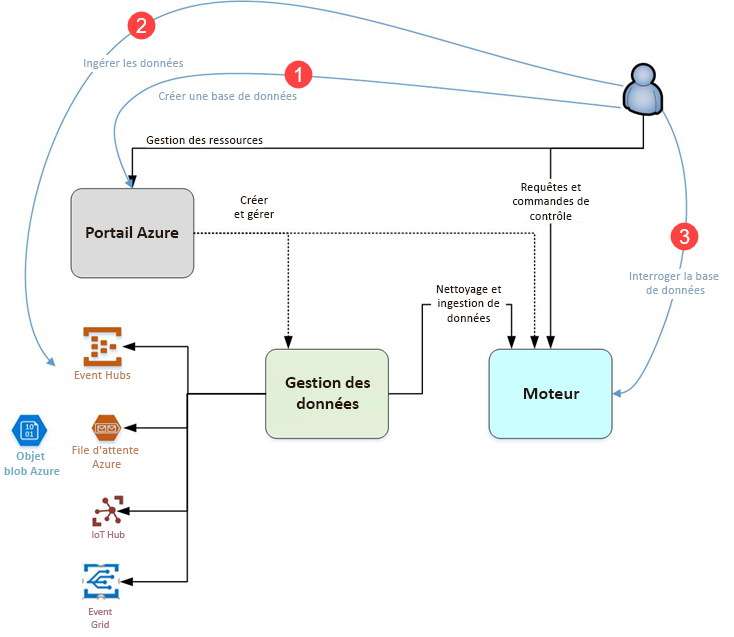 2
Ingérer les données
1
Créer une base de données
Gestion des ressources
Requêtes et
commandes de
contrôle
Créer
et gérer
Portail Azure
3
Interroger la base
de données
Nettoyage et
ingestion de
données
Event Hubs
Gestion des
données
Moteur
10
01
Objet
blob Azure
File d'attente
Azure
IoT Hub
Event
Grid